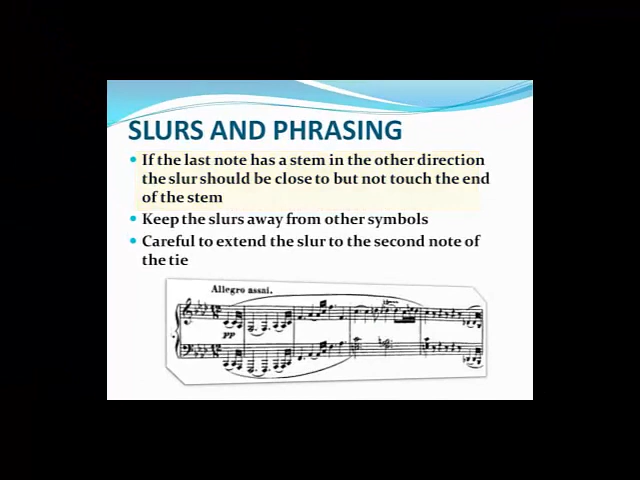 SLURS AND PHRASING
If the last note has a stem in the other direction
the slur should be close to but not touch the end
of the stem
Keep the slurs away from other symbols
Careful to extend the slur to the second note of
the tie
Allegro assai.
pp